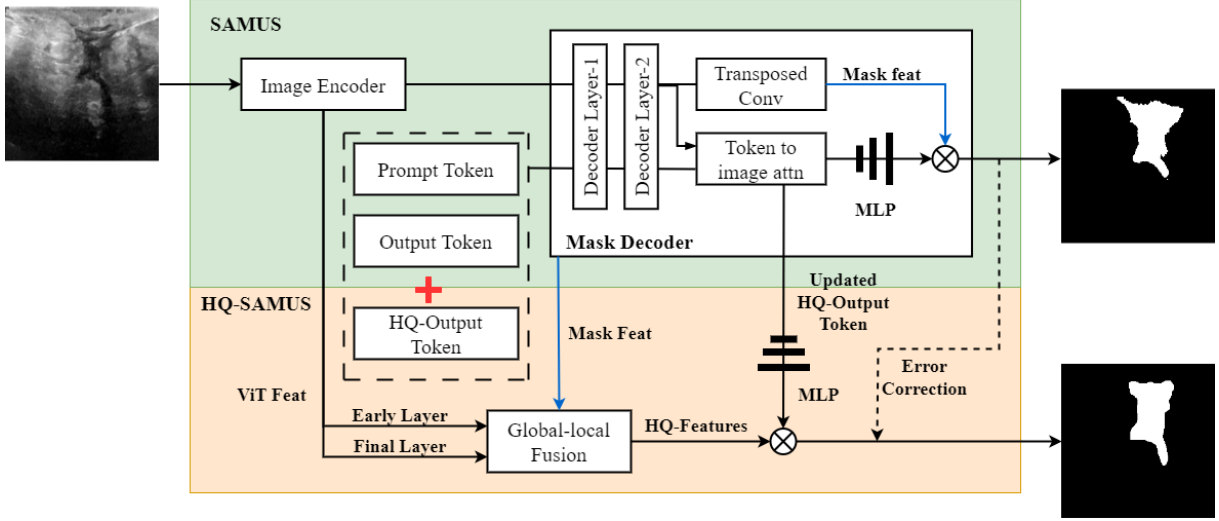 SAMUS
Image Encoder
Prompt Token
Output Token
HQ-Output
Token
Decoder Layer-1
Decoder Layer-2
Transposed
Conv
Token to
image attn
Mask feat
MLP
Mask Decoder
HQ-SAMUS
Updated
HQ-Output
Token
Mask Feat
MLP
Error
Correction
ViT Feat
Early Layer
Final Layer
Global-local
Fusion
HQ-Features